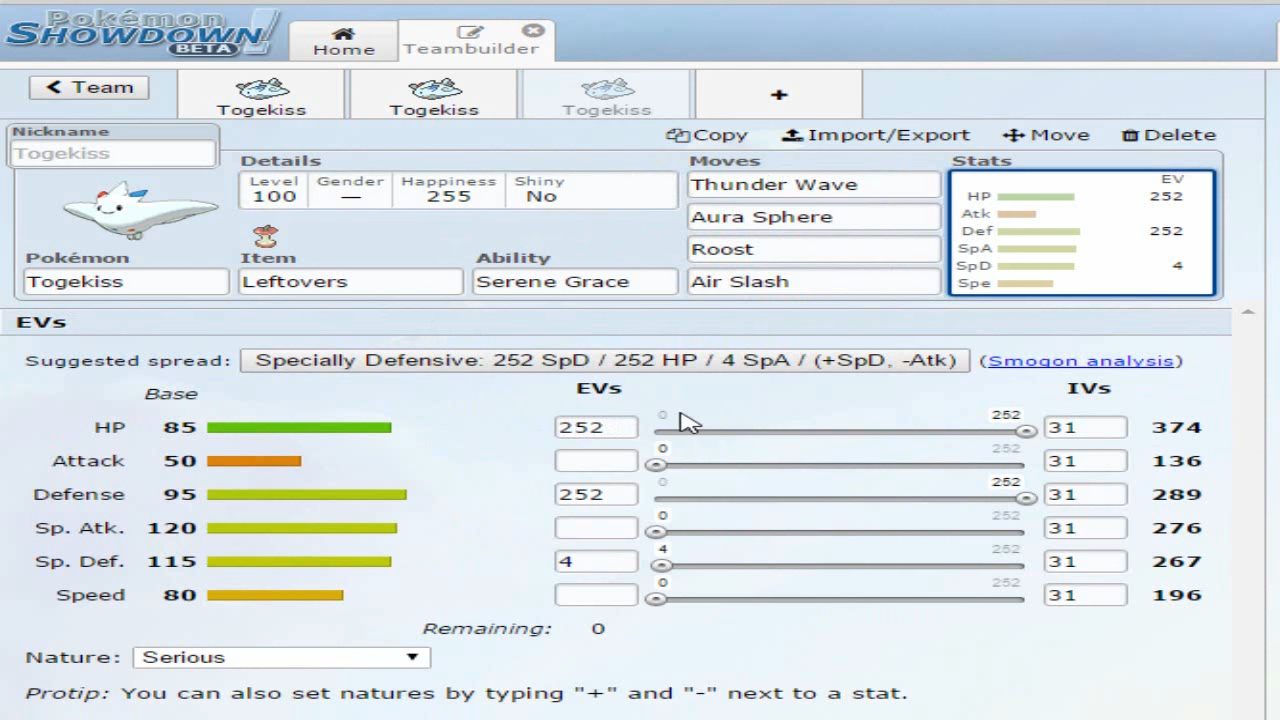 Pokémon
SHOWDOWN!
BETA
Home
Teambuilder
< Team
Togekiss
Togekiss
Togekiss
+
Nickname
Togekiss
Copy
Import/Export
Move
Delete
Details
Moves
Stats
Level
Gender
Happiness
Shiny
100
—
255
No
Pokémon
Togekiss
Item
Leftovers
Ability
Serene Grace
Thunder Wave
Aura Sphere
Roost
Air Slash
EV
HP 252
Atk
Def 252
SpA
SpD 4
Spe
EVs
Suggested spread: Specially Defensive: 252 SpD / 252 HP / 4 SpA / (+SpD, -Atk) (Smogon analysis)
Base EVs IVs
HP 85 252 0 252 31 374
Attack 50 0 252 31 136
Defense 95 252 0 252 31 289
Sp. Atk. 120 0 252 31 276
Sp. Def. 115 4 4 252 31 267
Speed 80 0 252 31 196
Remaining: 0
Nature: Serious
Protip: You can also set natures by typing "+" and "-" next to a stat.